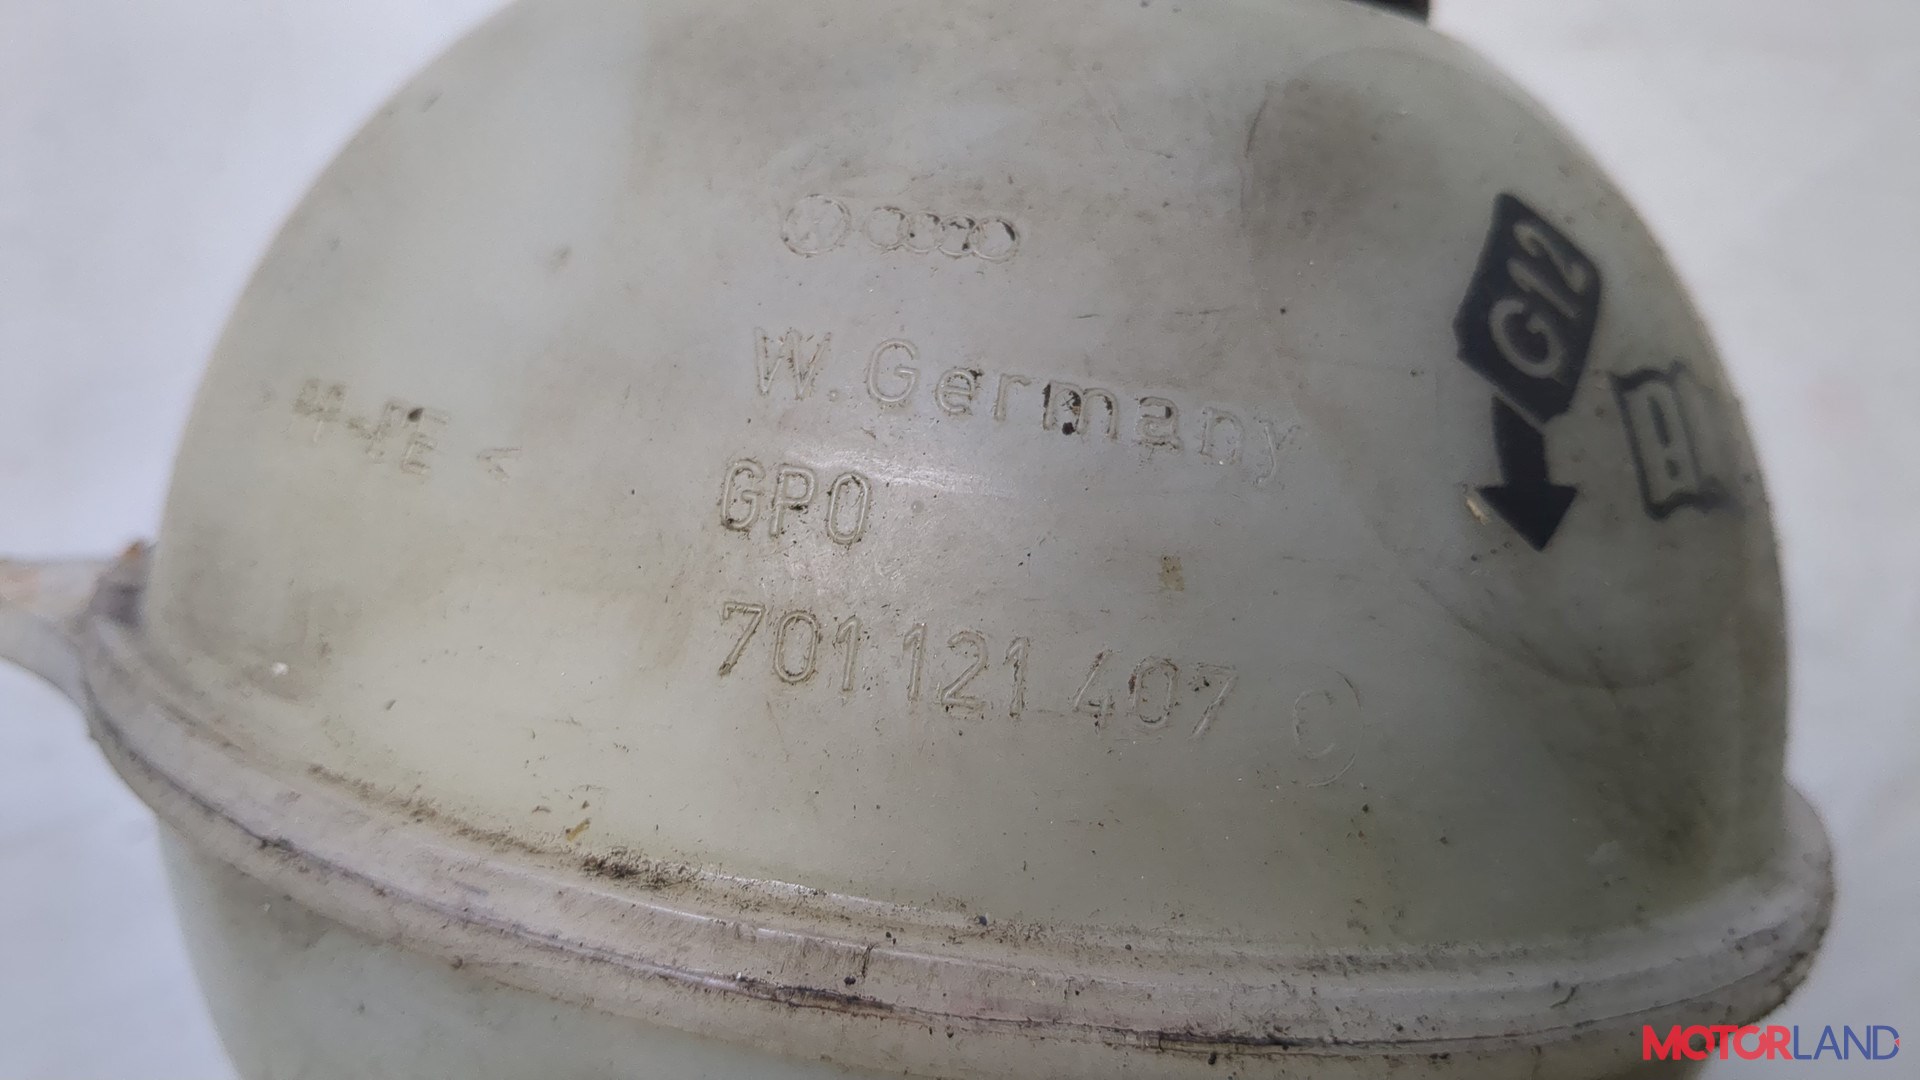 W. Germany
GPO
701 121 407 C
G12
MOTORLAND